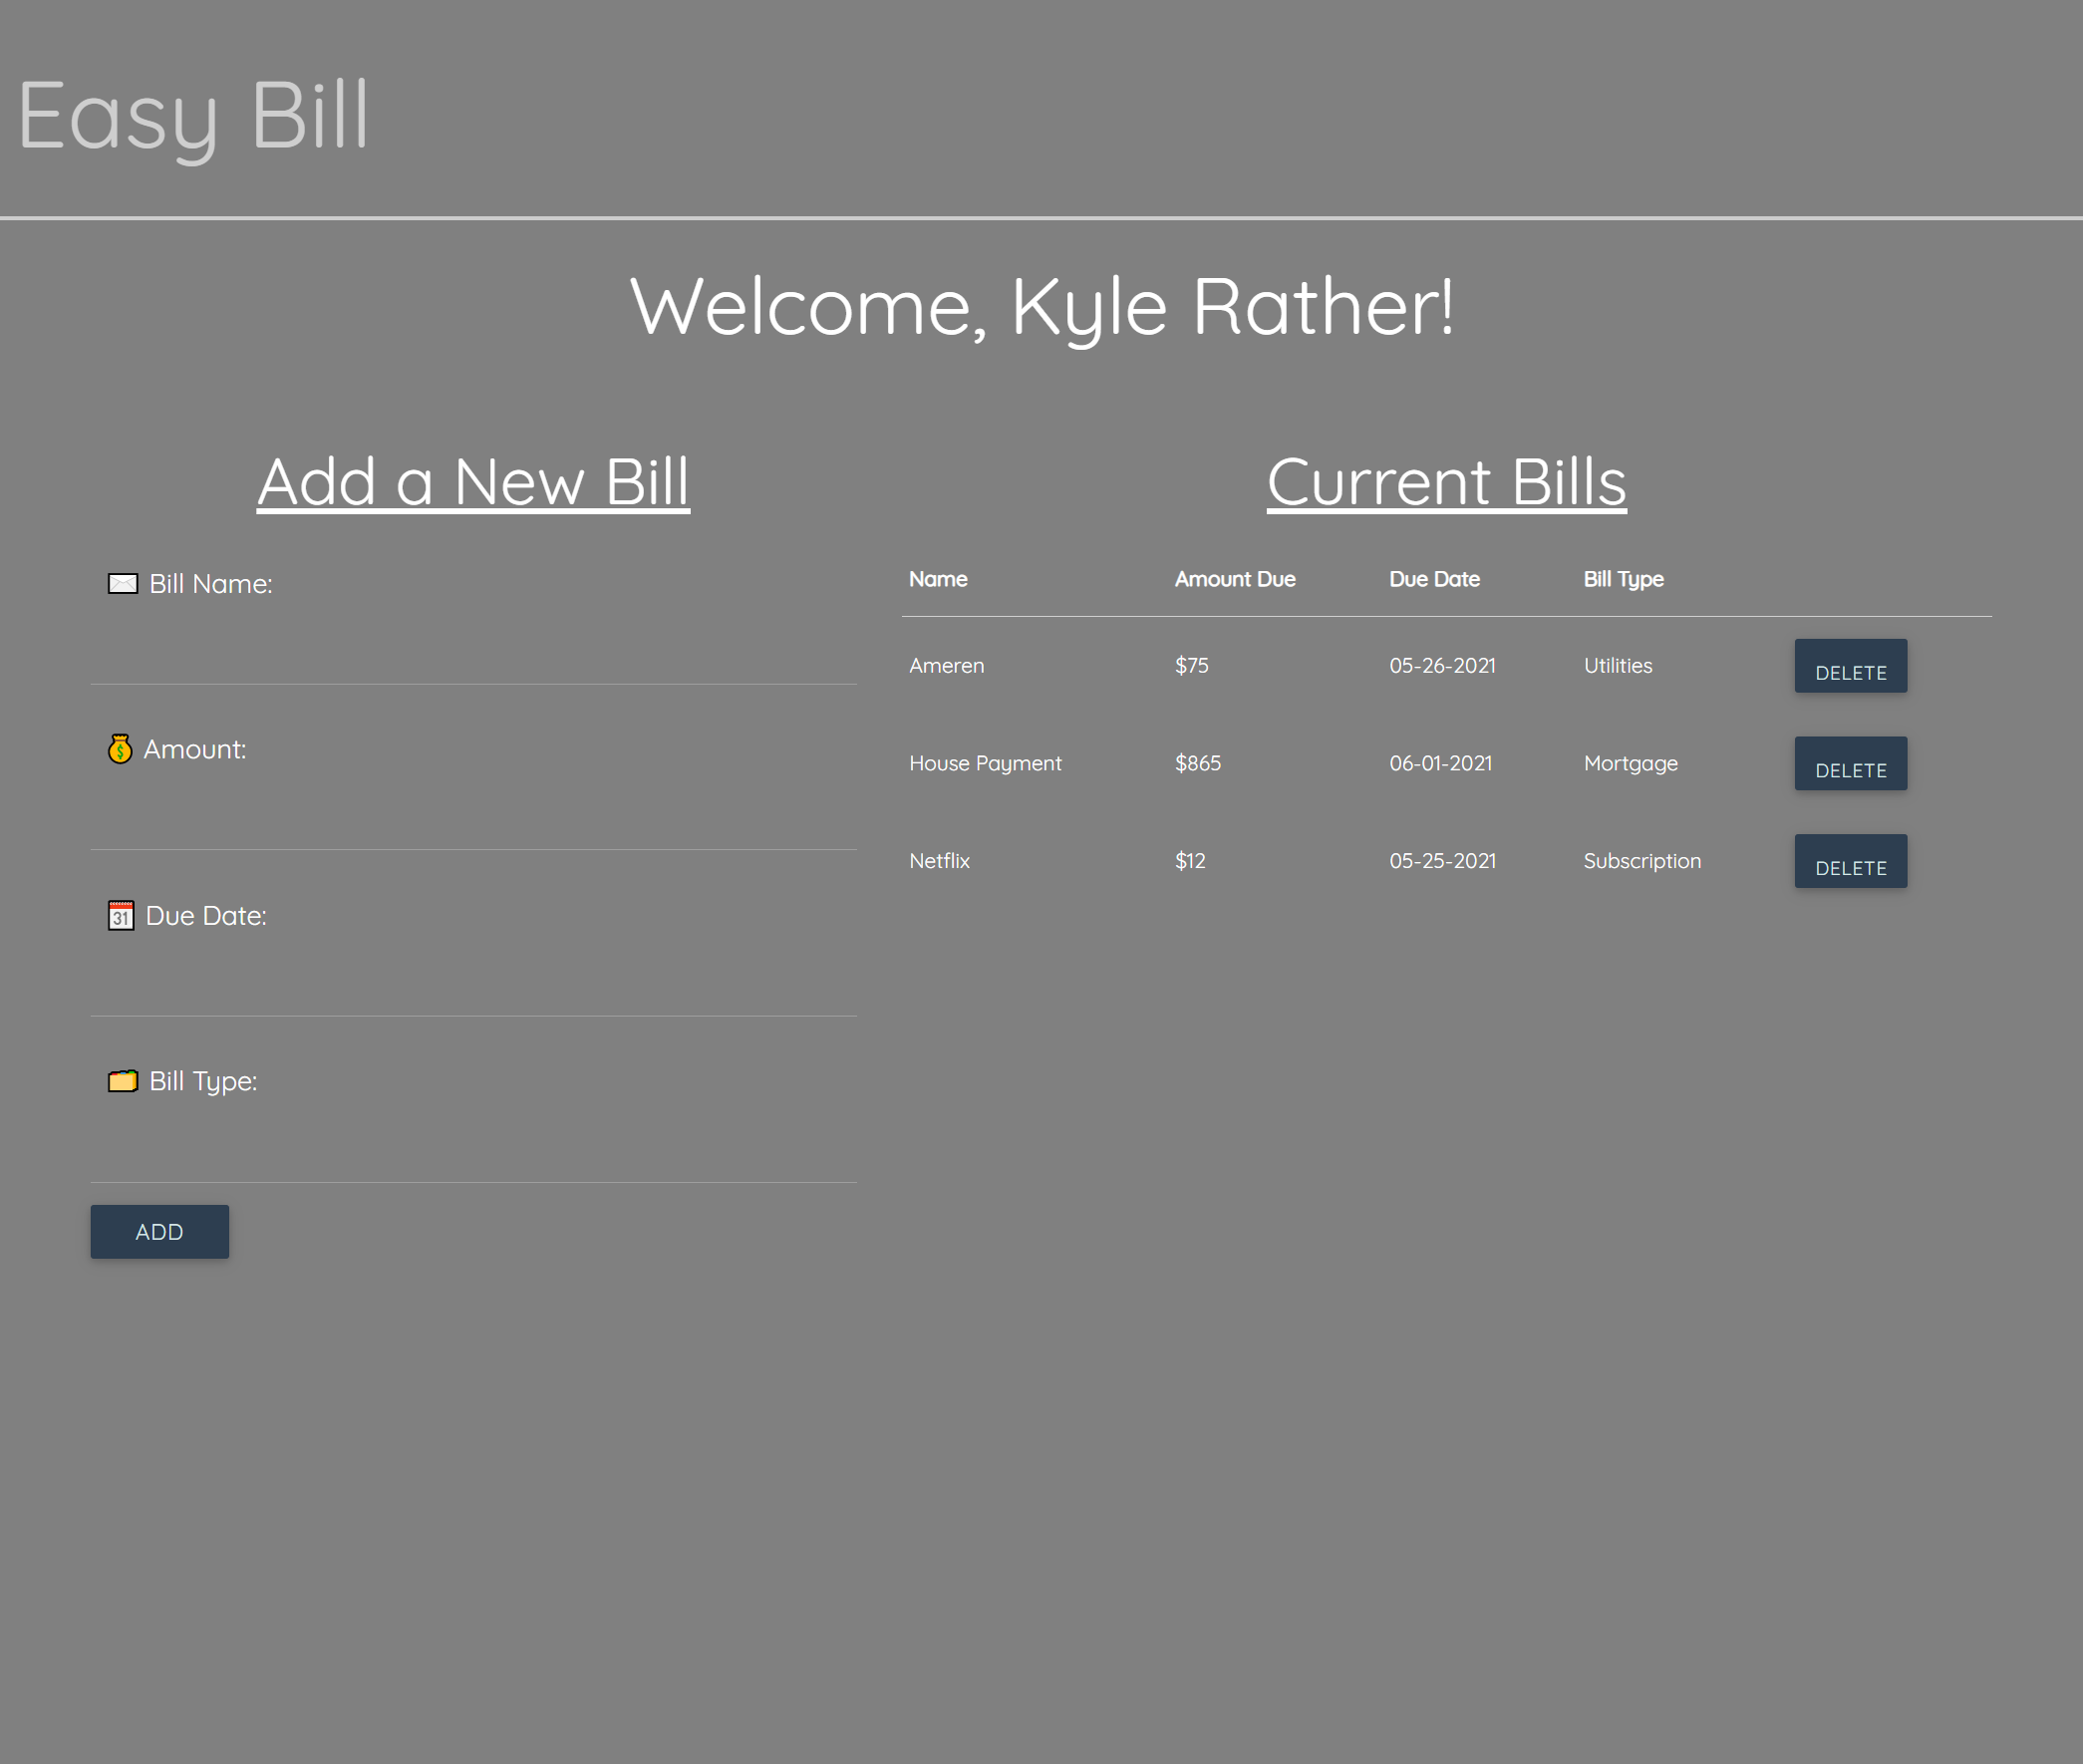 Easy Bill
Welcome, Kyle Rather!
Add a New Bill
Bill Name:
Amount:
31 Due Date:
Bill Type:
ADD
Current Bills
Name Amount Due Due Date Bill Type
Ameren $75 05-26-2021 Utilities DELETE
House Payment $865 06-01-2021 Mortgage DELETE
Netflix $12 05-25-2021 Subscription DELETE